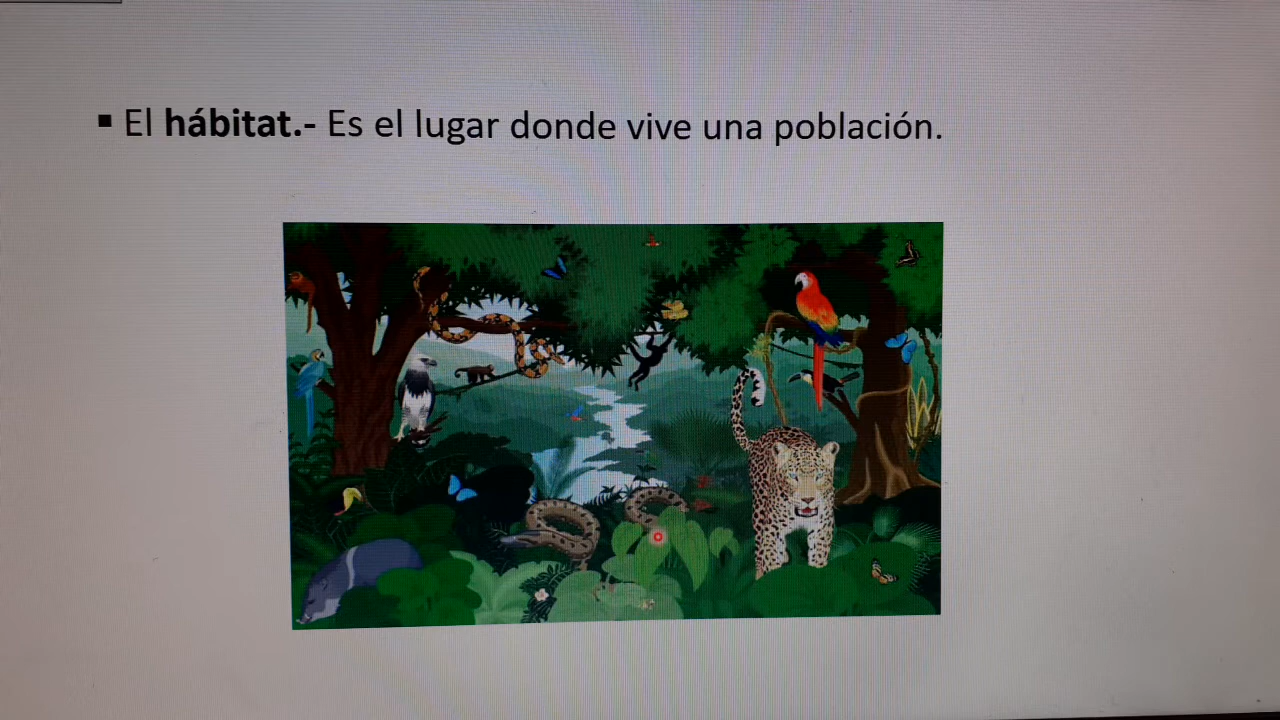 ▪ El hábitat.- Es el lugar donde vive una población.